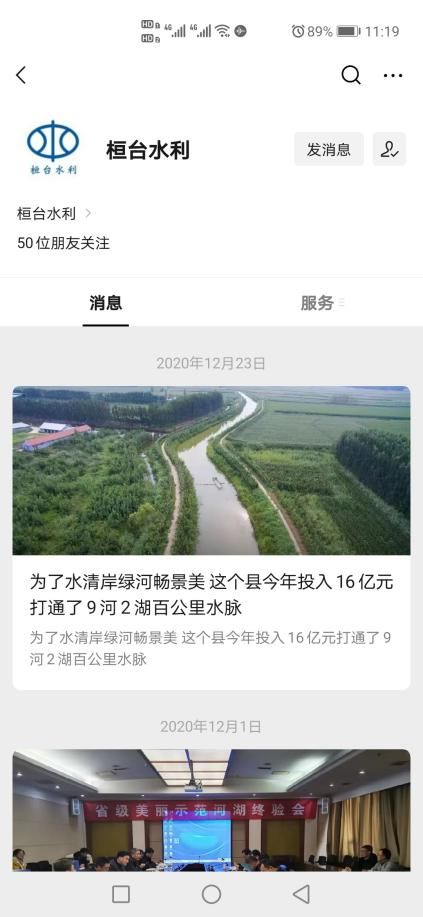 89% 11:19
桓台水利
桓台水利
发消息
桓台水利
50位朋友关注
消息
服务
2020年12月23日
为了水清岸绿河畅景美 这个县今年投入16亿元
打通了9河2湖百公里水脉
为了水清岸绿河畅景美 这个县今年投入16亿元打通了9
河2湖百公里水脉
2020年12月1日
省级美丽示范河湖终验会